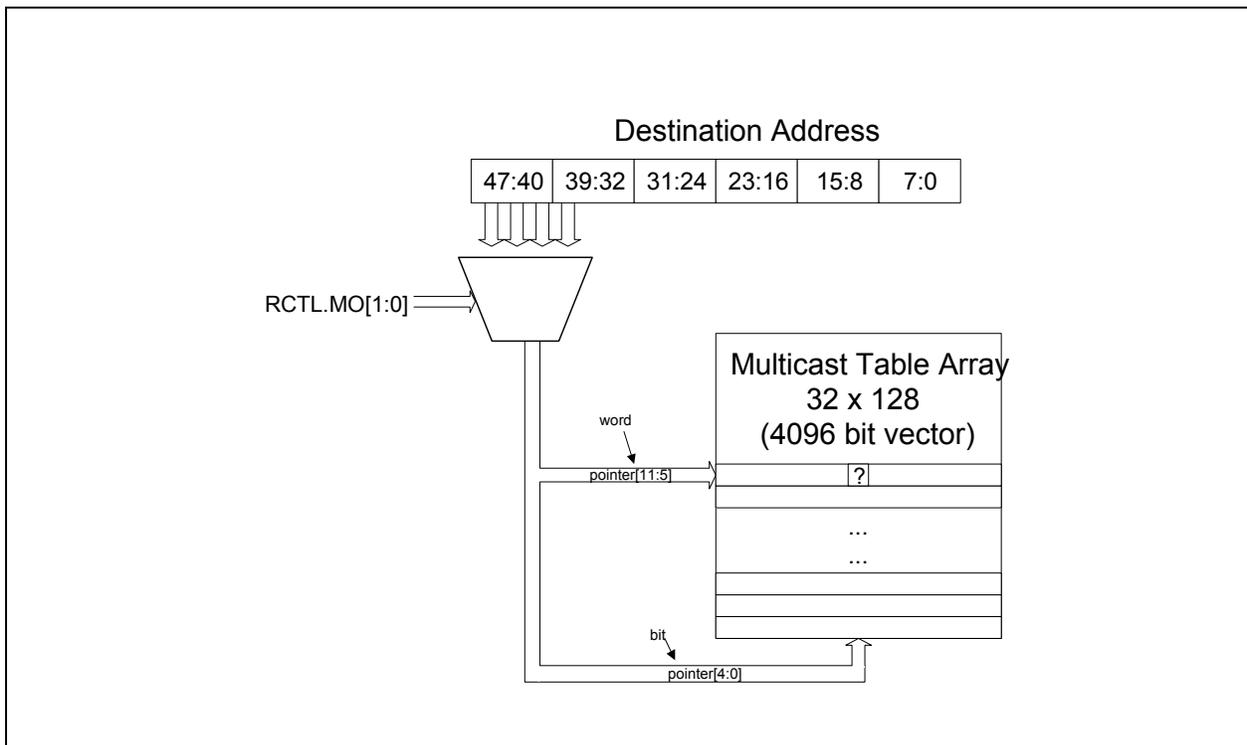 Destination Address
47:40 39:32 31:24 23:16 15:8 7:0
RCTL.MO[1:0]
Multicast Table Array
32 x 128
(4096 bit vector)
word
pointer[11:5]
?
...
...
bit
pointer[4:0]